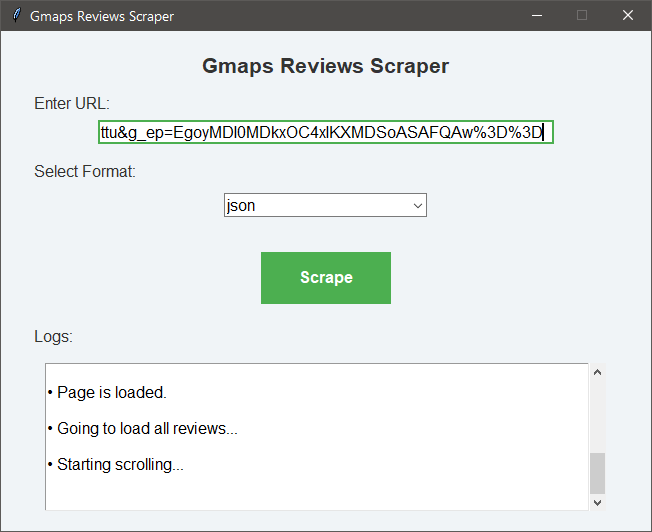 Gmaps Reviews Scraper
Gmaps Reviews Scraper
Enter URL:
ttu&g_ep=EgoyMDI0MDkxOC4xIKXMDSoASAFQAw%3D%3D
Select Format:
json
Scrape
Logs:
• Page is loaded.
• Going to load all reviews...
• Starting scrolling...